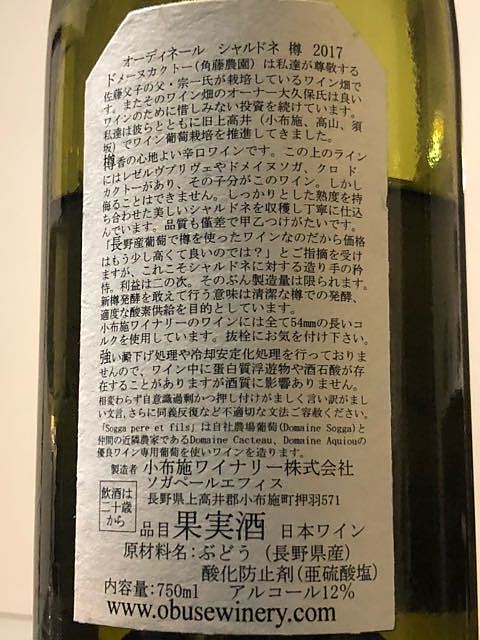 オーディネール　シャルドネ 樽 2017
ドメーヌカクトー(角藤農園)は私達が尊敬する
佐藤父子の父・宗一氏が栽培しているワイン畑で
す。またそのワイン畑のオーナー大久保氏は良い
ワインのために惜しみない投資を続けています。
私達は彼らとともに旧上高井(小布施、高山、須
坂)でワイン葡萄栽培を推進してきました。
樽香の心地よい辛口ワインです。この上のライン
にはレゼルヴプリヴェやドメイヌソガ、クロ ド
カクトーがあり、その子分がこのワイン。しかし
侮ることはできません。しっかりとした熟度を持
ち合わせた美しいシャルドネを収穫し丁寧に仕込
んでいます。品質も僅差で甲乙つけがたいです。
「長野産葡萄で樽を使ったワインなのだから価格
はもう少し高くて良いのでは？」とご指摘を受け
ますが、これこそシャルドネに対する造り手の矜
恃。利益は二の次。そのぶん製造量は限られます。
新樽発酵を敢えて行う意味は清潔な樽での発酵、
適度な酸素供給を目的としています。
小布施ワイナリーのワインには全て54mmの長いコ
ルクを使用しています。抜栓にお気を付け下さい。
強い澱下げ処理や冷却安定化処理を行っておりま
せんので、ワイン中に蛋白質浮遊物や酒石酸が存
在することがありますが酒質に影響ありません。
相変わらず自意識過剰かつ押し付けがましく言い訳がま
しい文言、さらに同義反復など不適切な文法ご容赦ください。
「Sogga pere et fils」は自社農場葡萄(Domaine Sogga)と
仲間の近隣農家であるDomaine Cacteau、Domaine Aquiouの
優良ワイン専用葡萄を使いワインを造ります。
製造者 小布施ワイナリー株式会社
ソガペールエフィス
長野県上高井郡小布施町押羽571
飲酒は
二十歳
から
品目 果実酒 日本ワイン
原材料名：ぶどう (長野県産)
酸化防止剤(亜硫酸塩)
内容量:750ml　アルコール12%
www.obusewinery.com